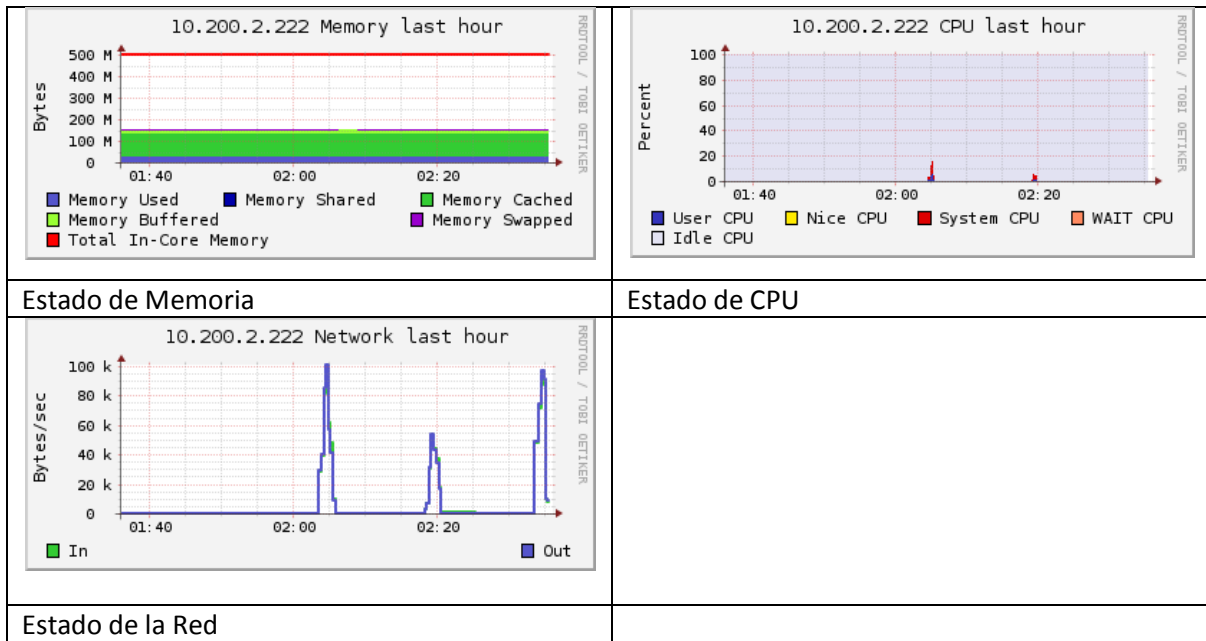 10.200.2.222 Memory last hour
RRDTOOL / TOBI OETIKER
Bytes
500 M
400 M
300 M
200 M
100 M
0
01:40 02:00 02:20
Memory Used Memory Shared Memory Cached
Memory Buffered Memory Swapped
Total In-Core Memory
Estado de Memoria
10.200.2.222 CPU last hour
RRDTOOL / TOBI OETIKER
Percent
100
80
60
40
20
0
01:40 02:00 02:20
User CPU Nice CPU System CPU WAIT CPU
Idle CPU
Estado de CPU
10.200.2.222 Network last hour
RRDTOOL / TOBI OETIKER
Bytes/sec
100 k
80 k
60 k
40 k
20 k
0
01:40 02:00 02:20
In Out
Estado de la Red